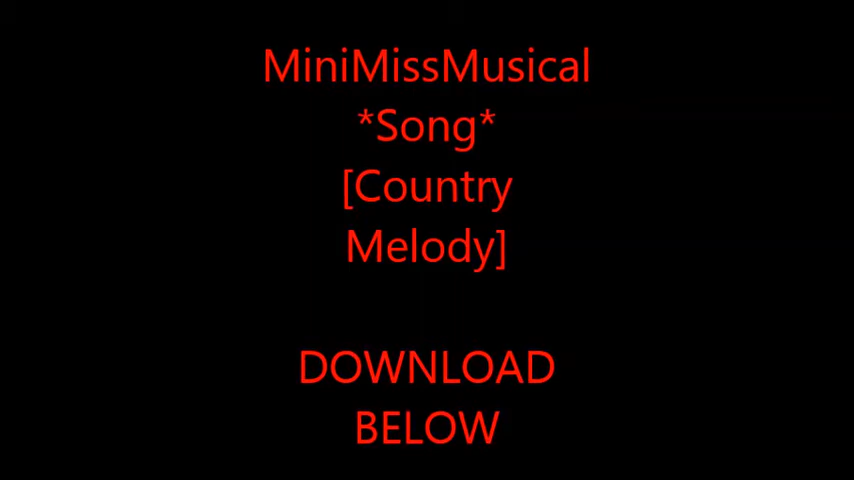 MiniMissMusical
*Song*
[Country
Melody]
DOWNLOAD
BELOW